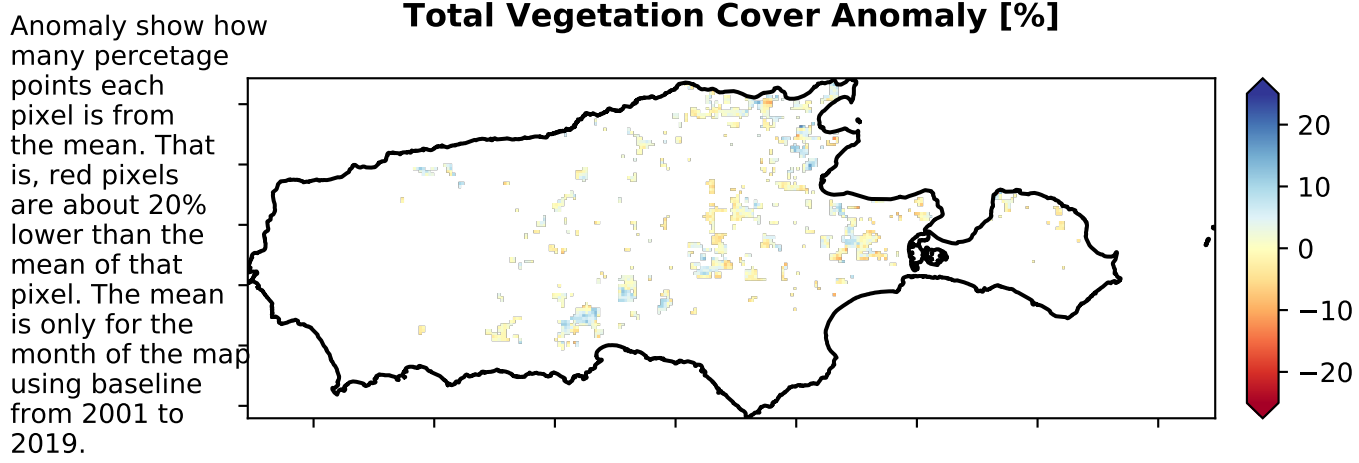 Total Vegetation Cover Anomaly [%]
Anomaly show how
many percetage
points each
pixel is from
the mean. That
is, red pixels
are about 20%
lower than the
mean of that
pixel. The mean
is only for the
month of the map
using baseline
from 2001 to
2019.
20
10
0
−10
−20